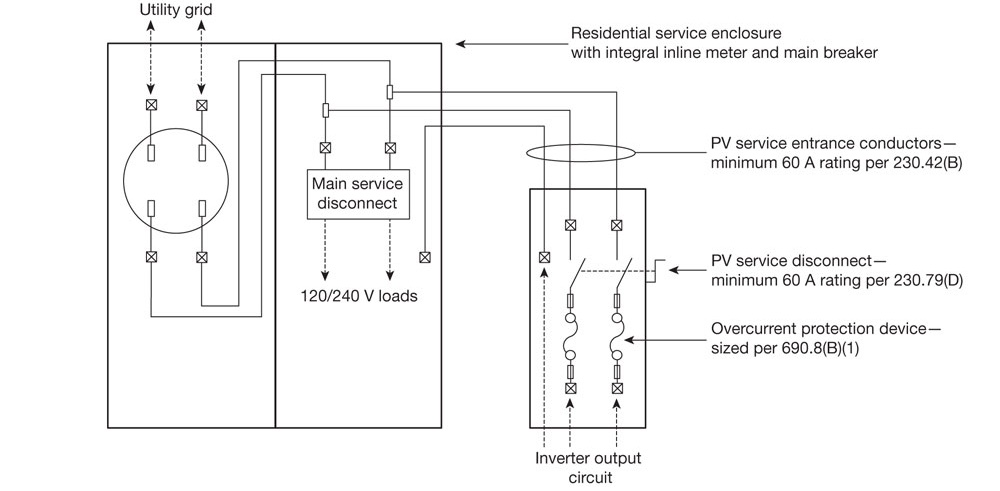 Utility grid
Residential service enclosure
with integral inline meter and main breaker
PV service entrance conductors—
minimum 60 A rating per 230.42(B)
Main service
disconnect
PV service disconnect—
minimum 60 A rating per 230.79(D)
120/240 V loads
Overcurrent protection device—
sized per 690.8(B)(1)
Inverter output
circuit